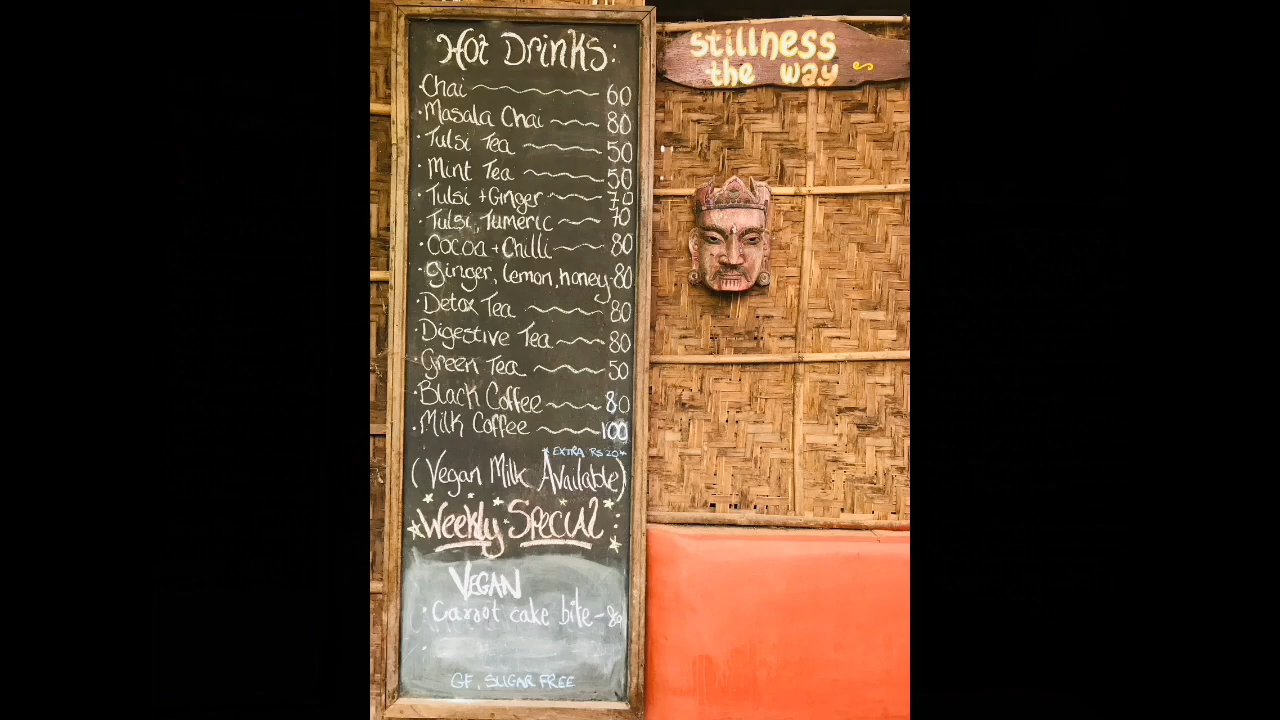 Hot Drinks:
· Chai 60
· Masala Chai 80
· Tulsi Tea 50
· Mint Tea 50
· Tulsi + Ginger 70
· Tulsi, Tumeric 70
· Cocoa + Chilli 80
· Ginger, lemon, honey - 80
· Detox Tea 80
· Digestive Tea 80
· Green Tea 50
· Black Coffee 80
· Milk Coffee 100
* EXTRA RS 20 *
(Vegan Milk Available)
Weekly Special:
VEGAN
· Carrot cake bite - 80
GF, SUGAR FREE
stillness
the way